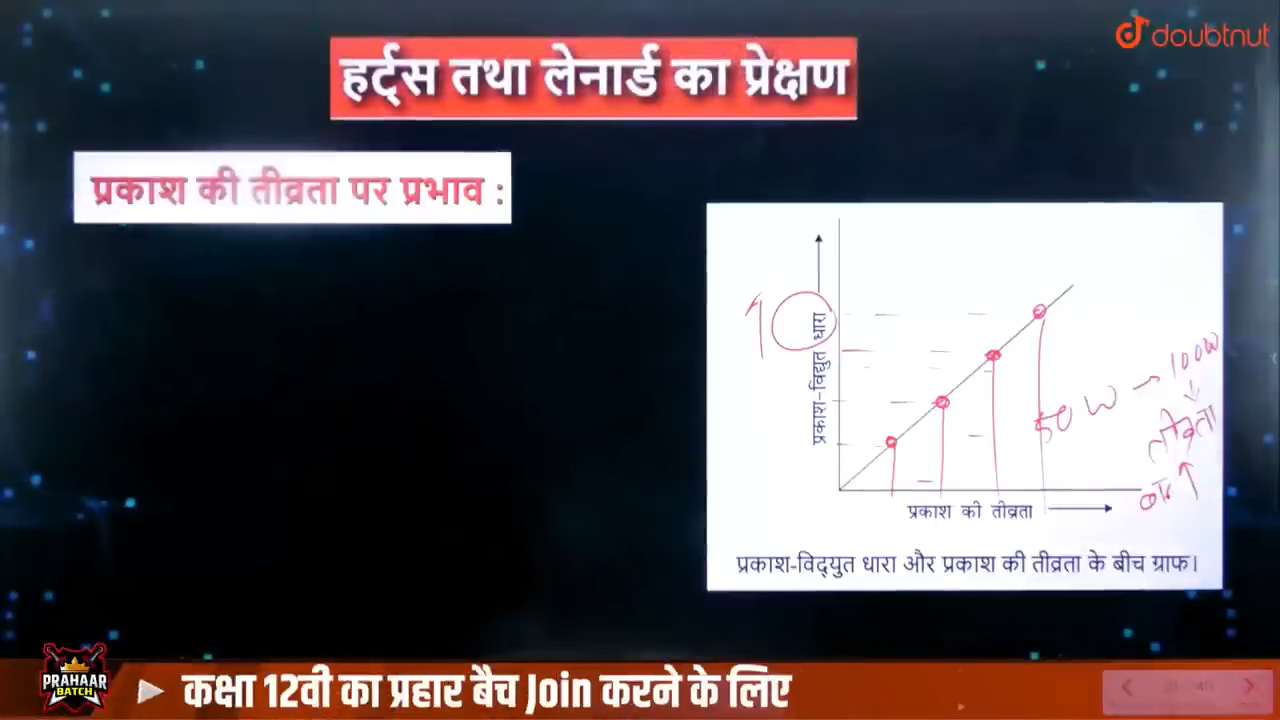 doubtnut
हर्ट्स तथा लेनार्ड का प्रेक्षण
प्रकाश की तीव्रता पर प्रभाव :
प्रकाश-विद्युत धारा
50 W → 100W
तीव्रता
प्रकाश की तीव्रता
प्रकाश-विद्युत धारा और प्रकाश की तीव्रता के बीच ग्राफ।
PRAHAAR
BATCH
कक्षा 12वी का प्रहार बैच Join करने के लिए